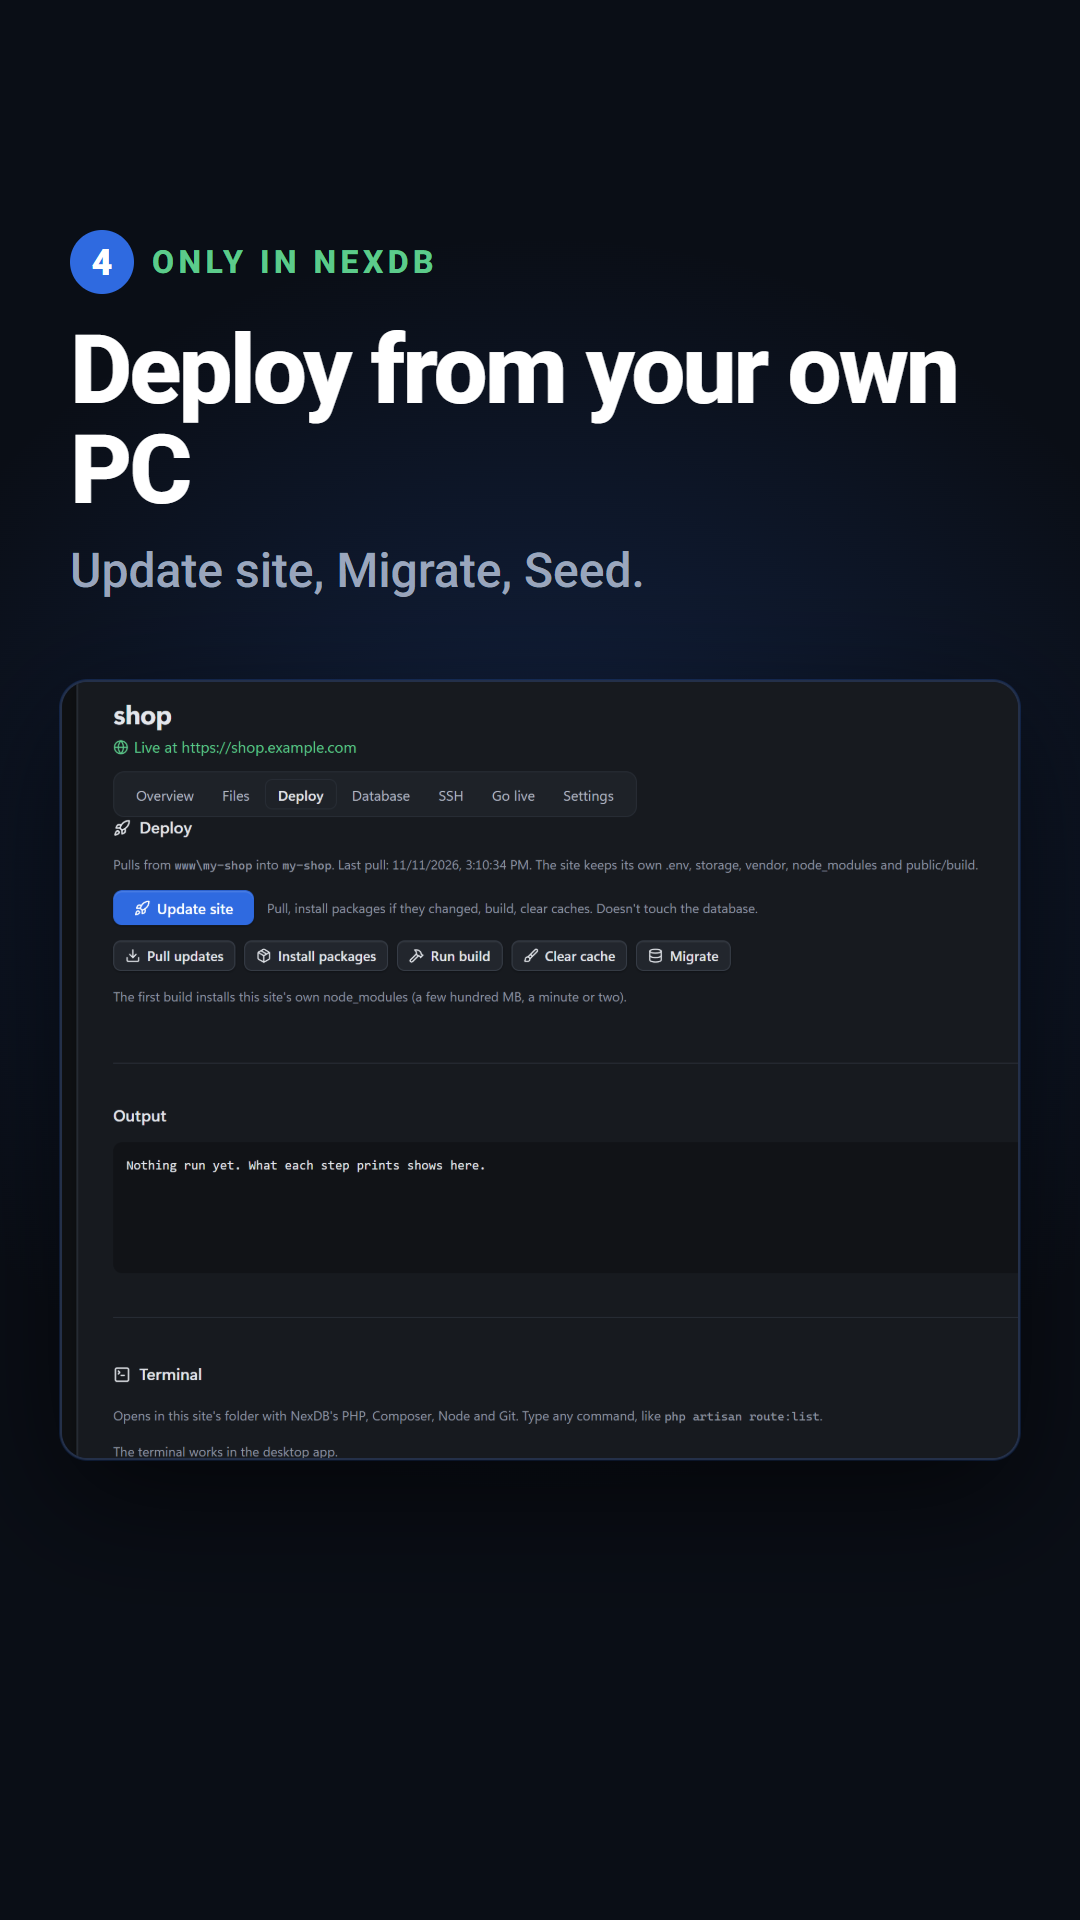 4 ONLY IN NEXDB
Deploy from your own
PC
Update site, Migrate, Seed.
shop
Live at https://shop.example.com
Overview Files Deploy Database SSH Go live Settings
Deploy
Pulls from www\my-shop into my-shop. Last pull: 11/11/2026, 3:10:34 PM. The site keeps its own .env, storage, vendor, node_modules and public/build.
Update site Pull, install packages if they changed, build, clear caches. Doesn't touch the database.
Pull updates Install packages Run build Clear cache Migrate
The first build installs this site's own node_modules (a few hundred MB, a minute or two).
Output
Nothing run yet. What each step prints shows here.
Terminal
Opens in this site's folder with NexDB's PHP, Composer, Node and Git. Type any command, like php artisan route:list.
The terminal works in the desktop app.